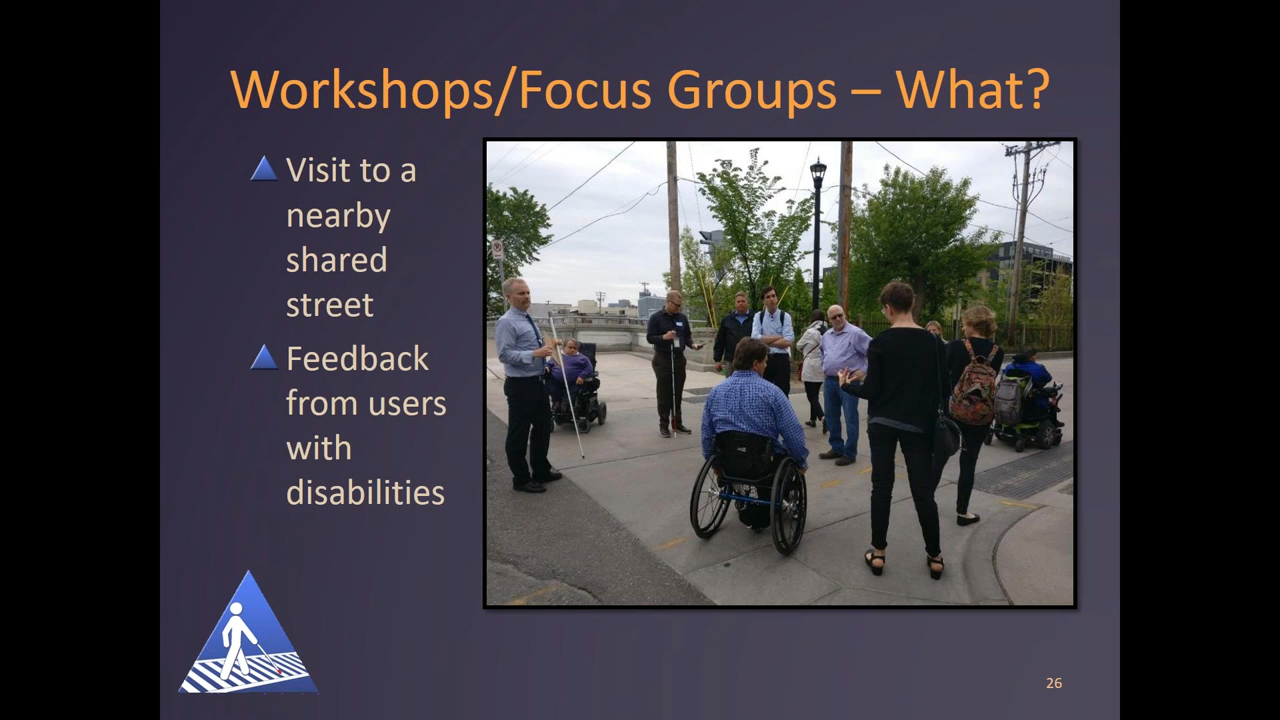 Workshops/Focus Groups – What?
Visit to a
nearby
shared
street
Feedback
from users
with
disabilities
26